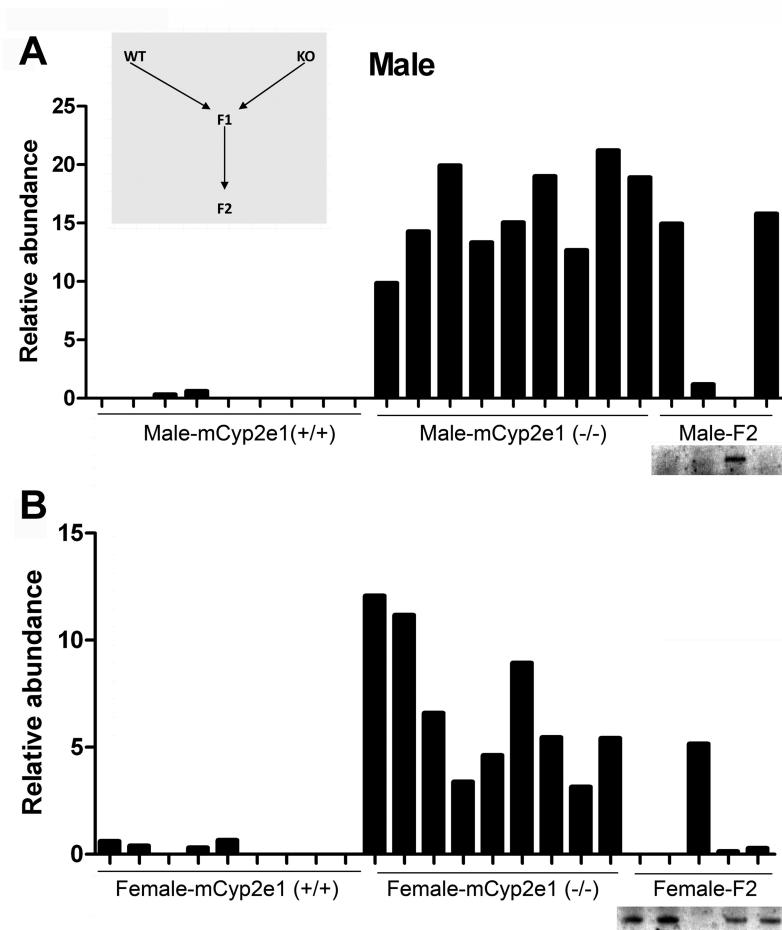 A
WT
KO
F1
F2
Male
Relative abundance
25
20
15
10
5
0
Male-mCyp2e1(+/+)
Male-mCyp2e1 (-/-)
Male-F2
B
Relative abundance
15
10
5
0
Female-mCyp2e1 (+/+)
Female-mCyp2e1 (-/-)
Female-F2